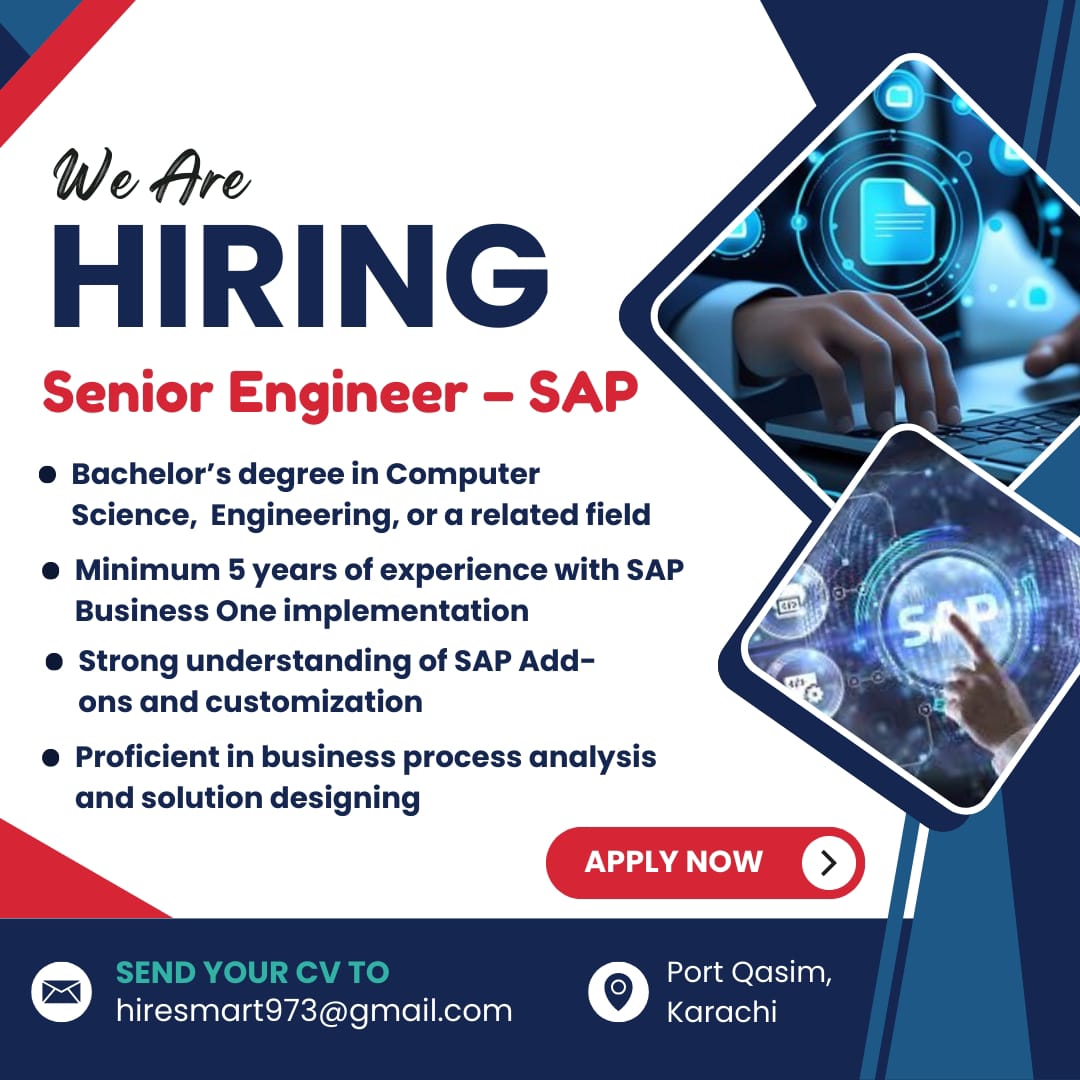 We Are
HIRING
Senior Engineer – SAP
● Bachelor’s degree in Computer
Science,  Engineering, or a related field
● Minimum 5 years of experience with SAP
Business One implementation
● Strong understanding of SAP Add-
ons and customization
● Proficient in business process analysis
and solution designing
SAP
APPLY NOW
SEND YOUR CV TO
hiresmart973@gmail.com
Port Qasim,
Karachi